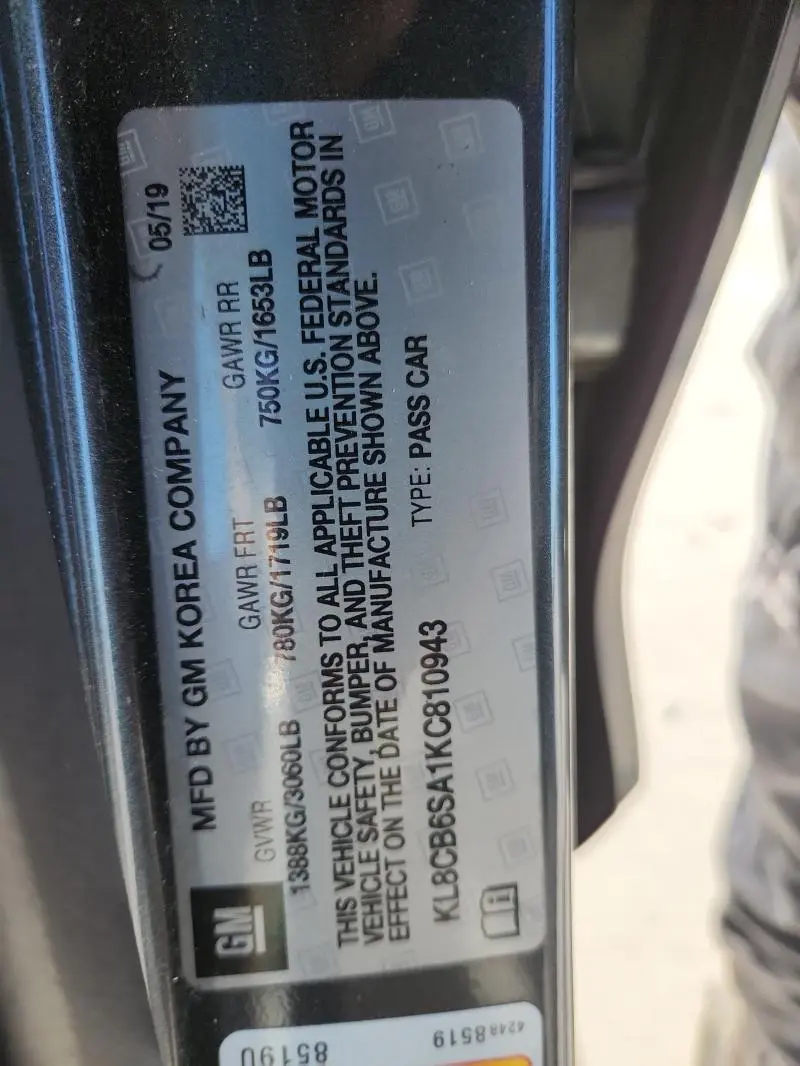 MFD BY GM KOREA COMPANY 05/19
GM
GVWR GAWR FRT GAWR RR
1388KG/3060LB 780KG/1719LB 750KG/1653LB
THIS VEHICLE CONFORMS TO ALL APPLICABLE U.S. FEDERAL MOTOR
VEHICLE SAFETY, BUMPER, AND THEFT PREVENTION STANDARDS IN
EFFECT ON THE DATE OF MANUFACTURE SHOWN ABOVE.
KL8CB6SA1KC810943 TYPE: PASS CAR
42488519
8519U